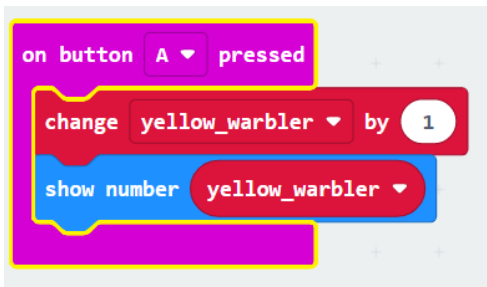 on button A pressed
change yellow_warbler by 1
show number yellow_warbler